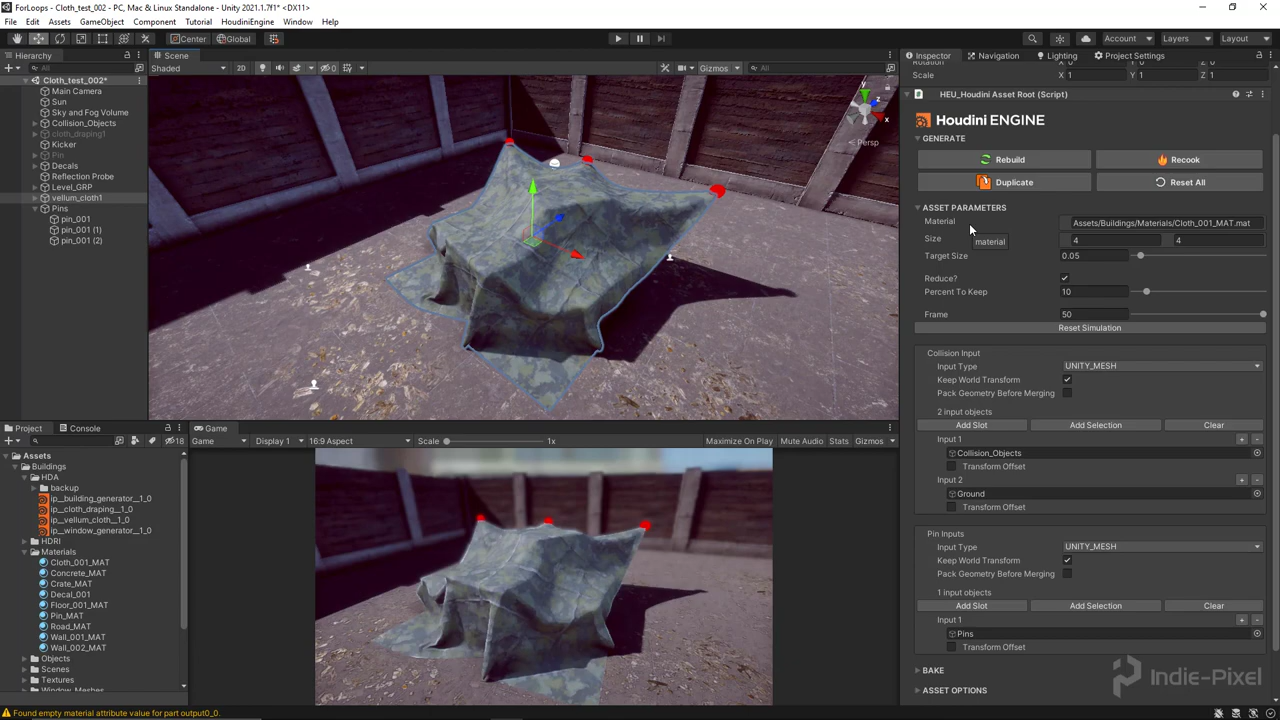 ForLoops - Cloth_test_002 - PC, Mac & Linux Standalone - Unity 2021.1.7f1* <DX11>
File Edit Assets GameObject Component Tutorial HoudiniEngine Window Help
Center Global Account Layers Layout
Hierarchy
All
Cloth_test_002*
Main Camera
Sun
Sky and Fog Volume
Collision_Objects
cloth_draping1
Kicker
Pin
Decals
Reflection Probe
Level_GRP
vellum_cloth1
Pins
pin_001
pin_001 (1)
pin_001 (2)
Scene
Shaded 2D 0 Gizmos All
y
z
x
Persp
Inspector Navigation Lighting Project Settings
Rotation
Scale X 1 Y 1 Z 1
HEU_Houdini Asset Root (Script)
Houdini ENGINE
GENERATE
Rebuild Recook
Duplicate Reset All
ASSET PARAMETERS
Material Assets/Buildings/Materials/Cloth_001_MAT.mat
material
Size 4 4
Target Size 0.05
Reduce?
Percent To Keep 10
Frame 50
Reset Simulation
Collision Input
Input Type UNITY_MESH
Keep World Transform
Pack Geometry Before Merging
2 input objects
Add Slot Add Selection Clear
Input 1 + -
Collision_Objects
Transform Offset
Input 2 + -
Ground
Transform Offset
Pin Inputs
Input Type UNITY_MESH
Keep World Transform
Pack Geometry Before Merging
1 input objects
Add Slot Add Selection Clear
Input 1 + -
Pins
Transform Offset
BAKE
ASSET OPTIONS
Indie-Pixel
Project Console
18
Assets
Buildings
HDA
backup
ip__building_generator__1_0
ip__cloth_draping__1_0
ip__vellum_cloth__1_0
ip__window_generator__1_0
HDRI
Materials
Cloth_001_MAT
Concrete_MAT
Crate_MAT
Decal_001
Floor_001_MAT
Pin_MAT
Road_MAT
Wall_001_MAT
Wall_002_MAT
Objects
Scenes
Textures
Window_Meshes
Game
Game Display 1 16:9 Aspect Scale 1x Maximize On Play Mute Audio Stats Gizmos
Found empty material attribute value for part output0_0.